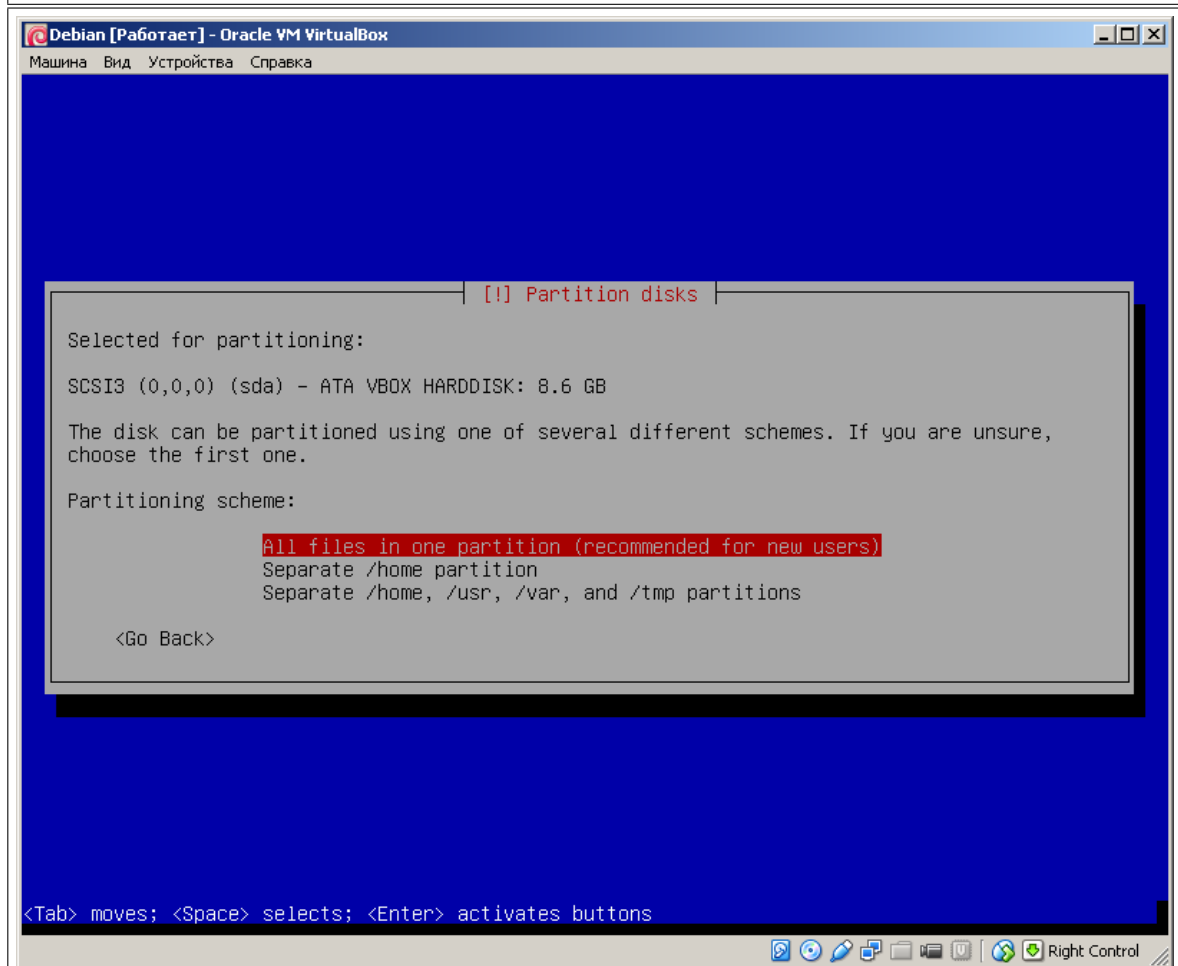 Debian [Работает] - Oracle VM VirtualBox
Машина Вид Устройства Справка
[!] Partition disks
Selected for partitioning:
SCSI3 (0,0,0) (sda) - ATA VBOX HARDDISK: 8.6 GB
The disk can be partitioned using one of several different schemes. If you are unsure,
choose the first one.
Partitioning scheme:
All files in one partition (recommended for new users)
Separate /home partition
Separate /home, /usr, /var, and /tmp partitions
<Go Back>
<Tab> moves; <Space> selects; <Enter> activates buttons
Right Control